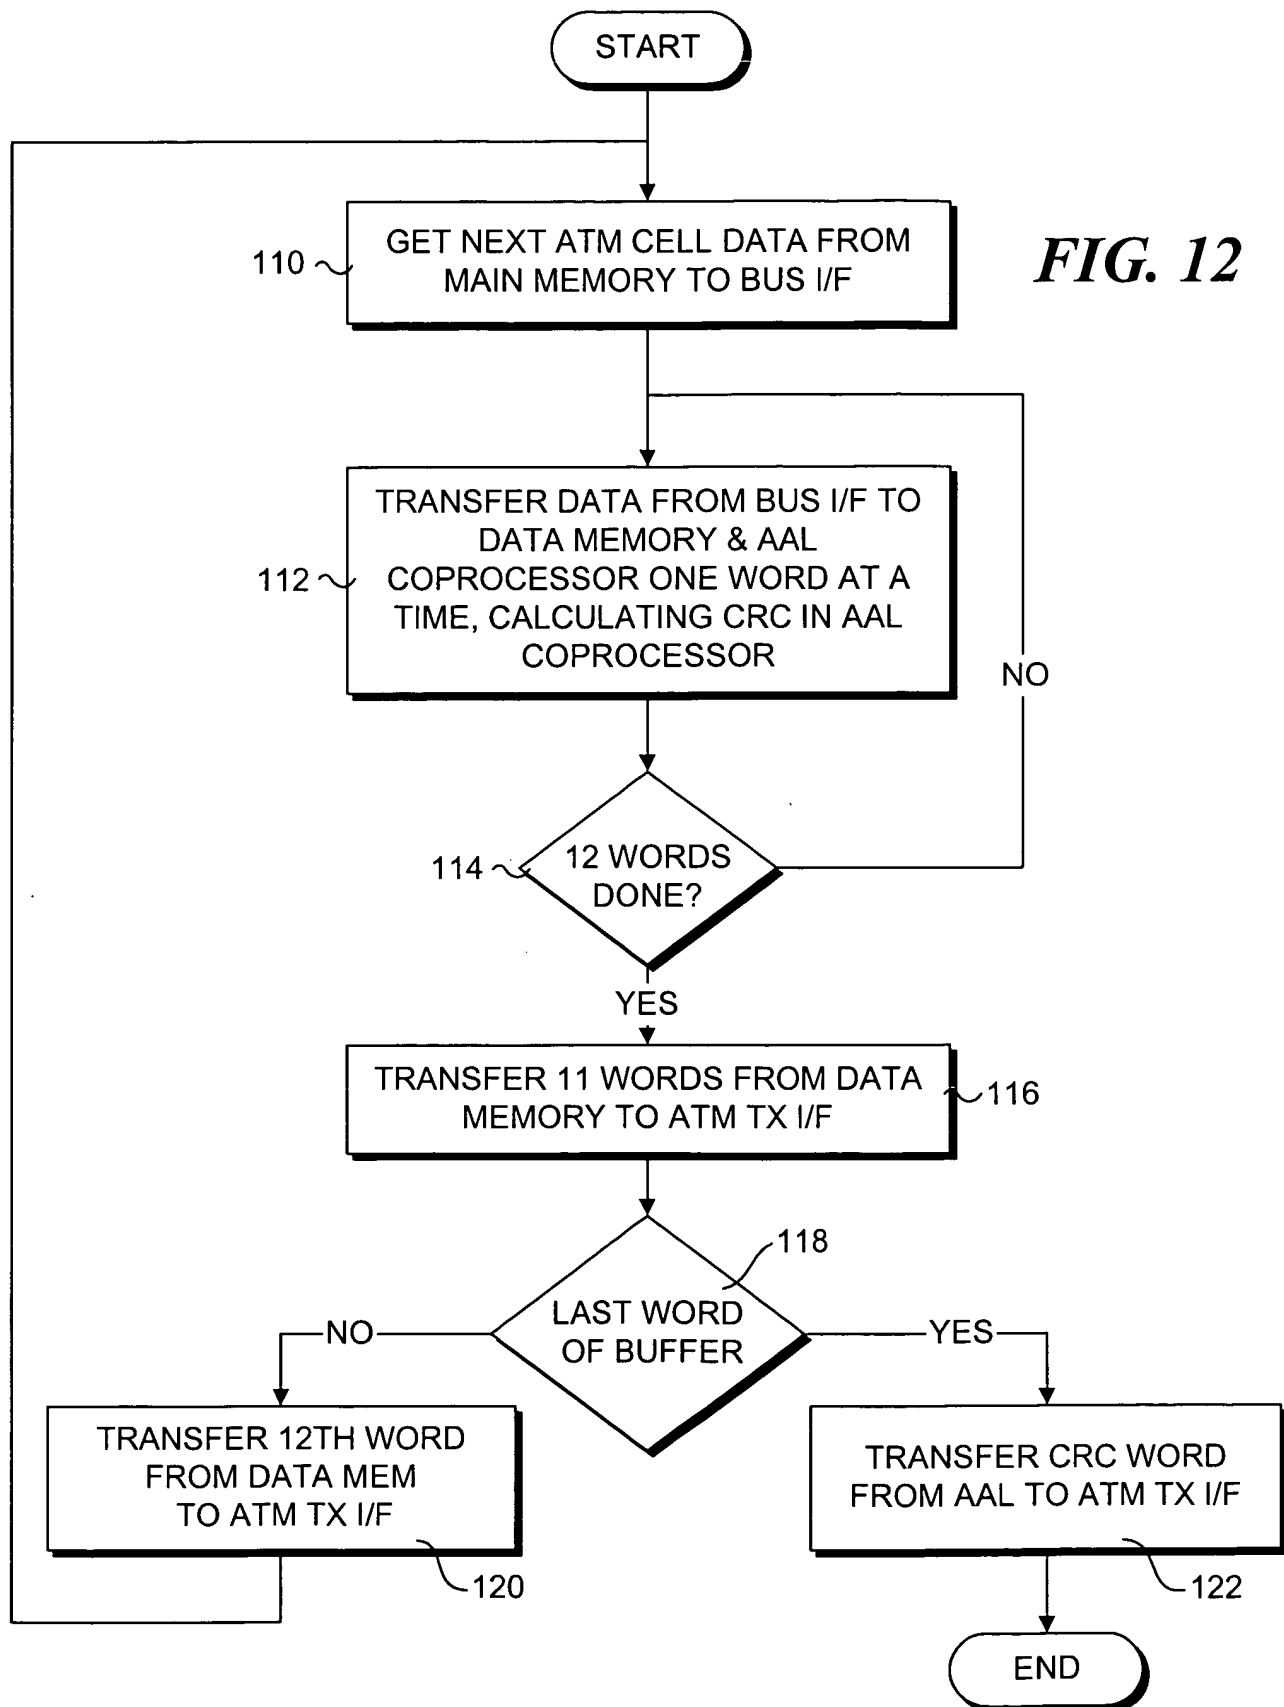 START
FIG. 12
110
GET NEXT ATM CELL DATA FROM
MAIN MEMORY TO BUS I/F
112
TRANSFER DATA FROM BUS I/F TO
DATA MEMORY & AAL
COPROCESSOR ONE WORD AT A
TIME, CALCULATING CRC IN AAL
COPROCESSOR
NO
114
12 WORDS
DONE?
YES
TRANSFER 11 WORDS FROM DATA
MEMORY TO ATM TX I/F
116
118
LAST WORD
OF BUFFER
NO
YES
TRANSFER 12TH WORD
FROM DATA MEM
TO ATM TX I/F
120
TRANSFER CRC WORD
FROM AAL TO ATM TX I/F
122
END